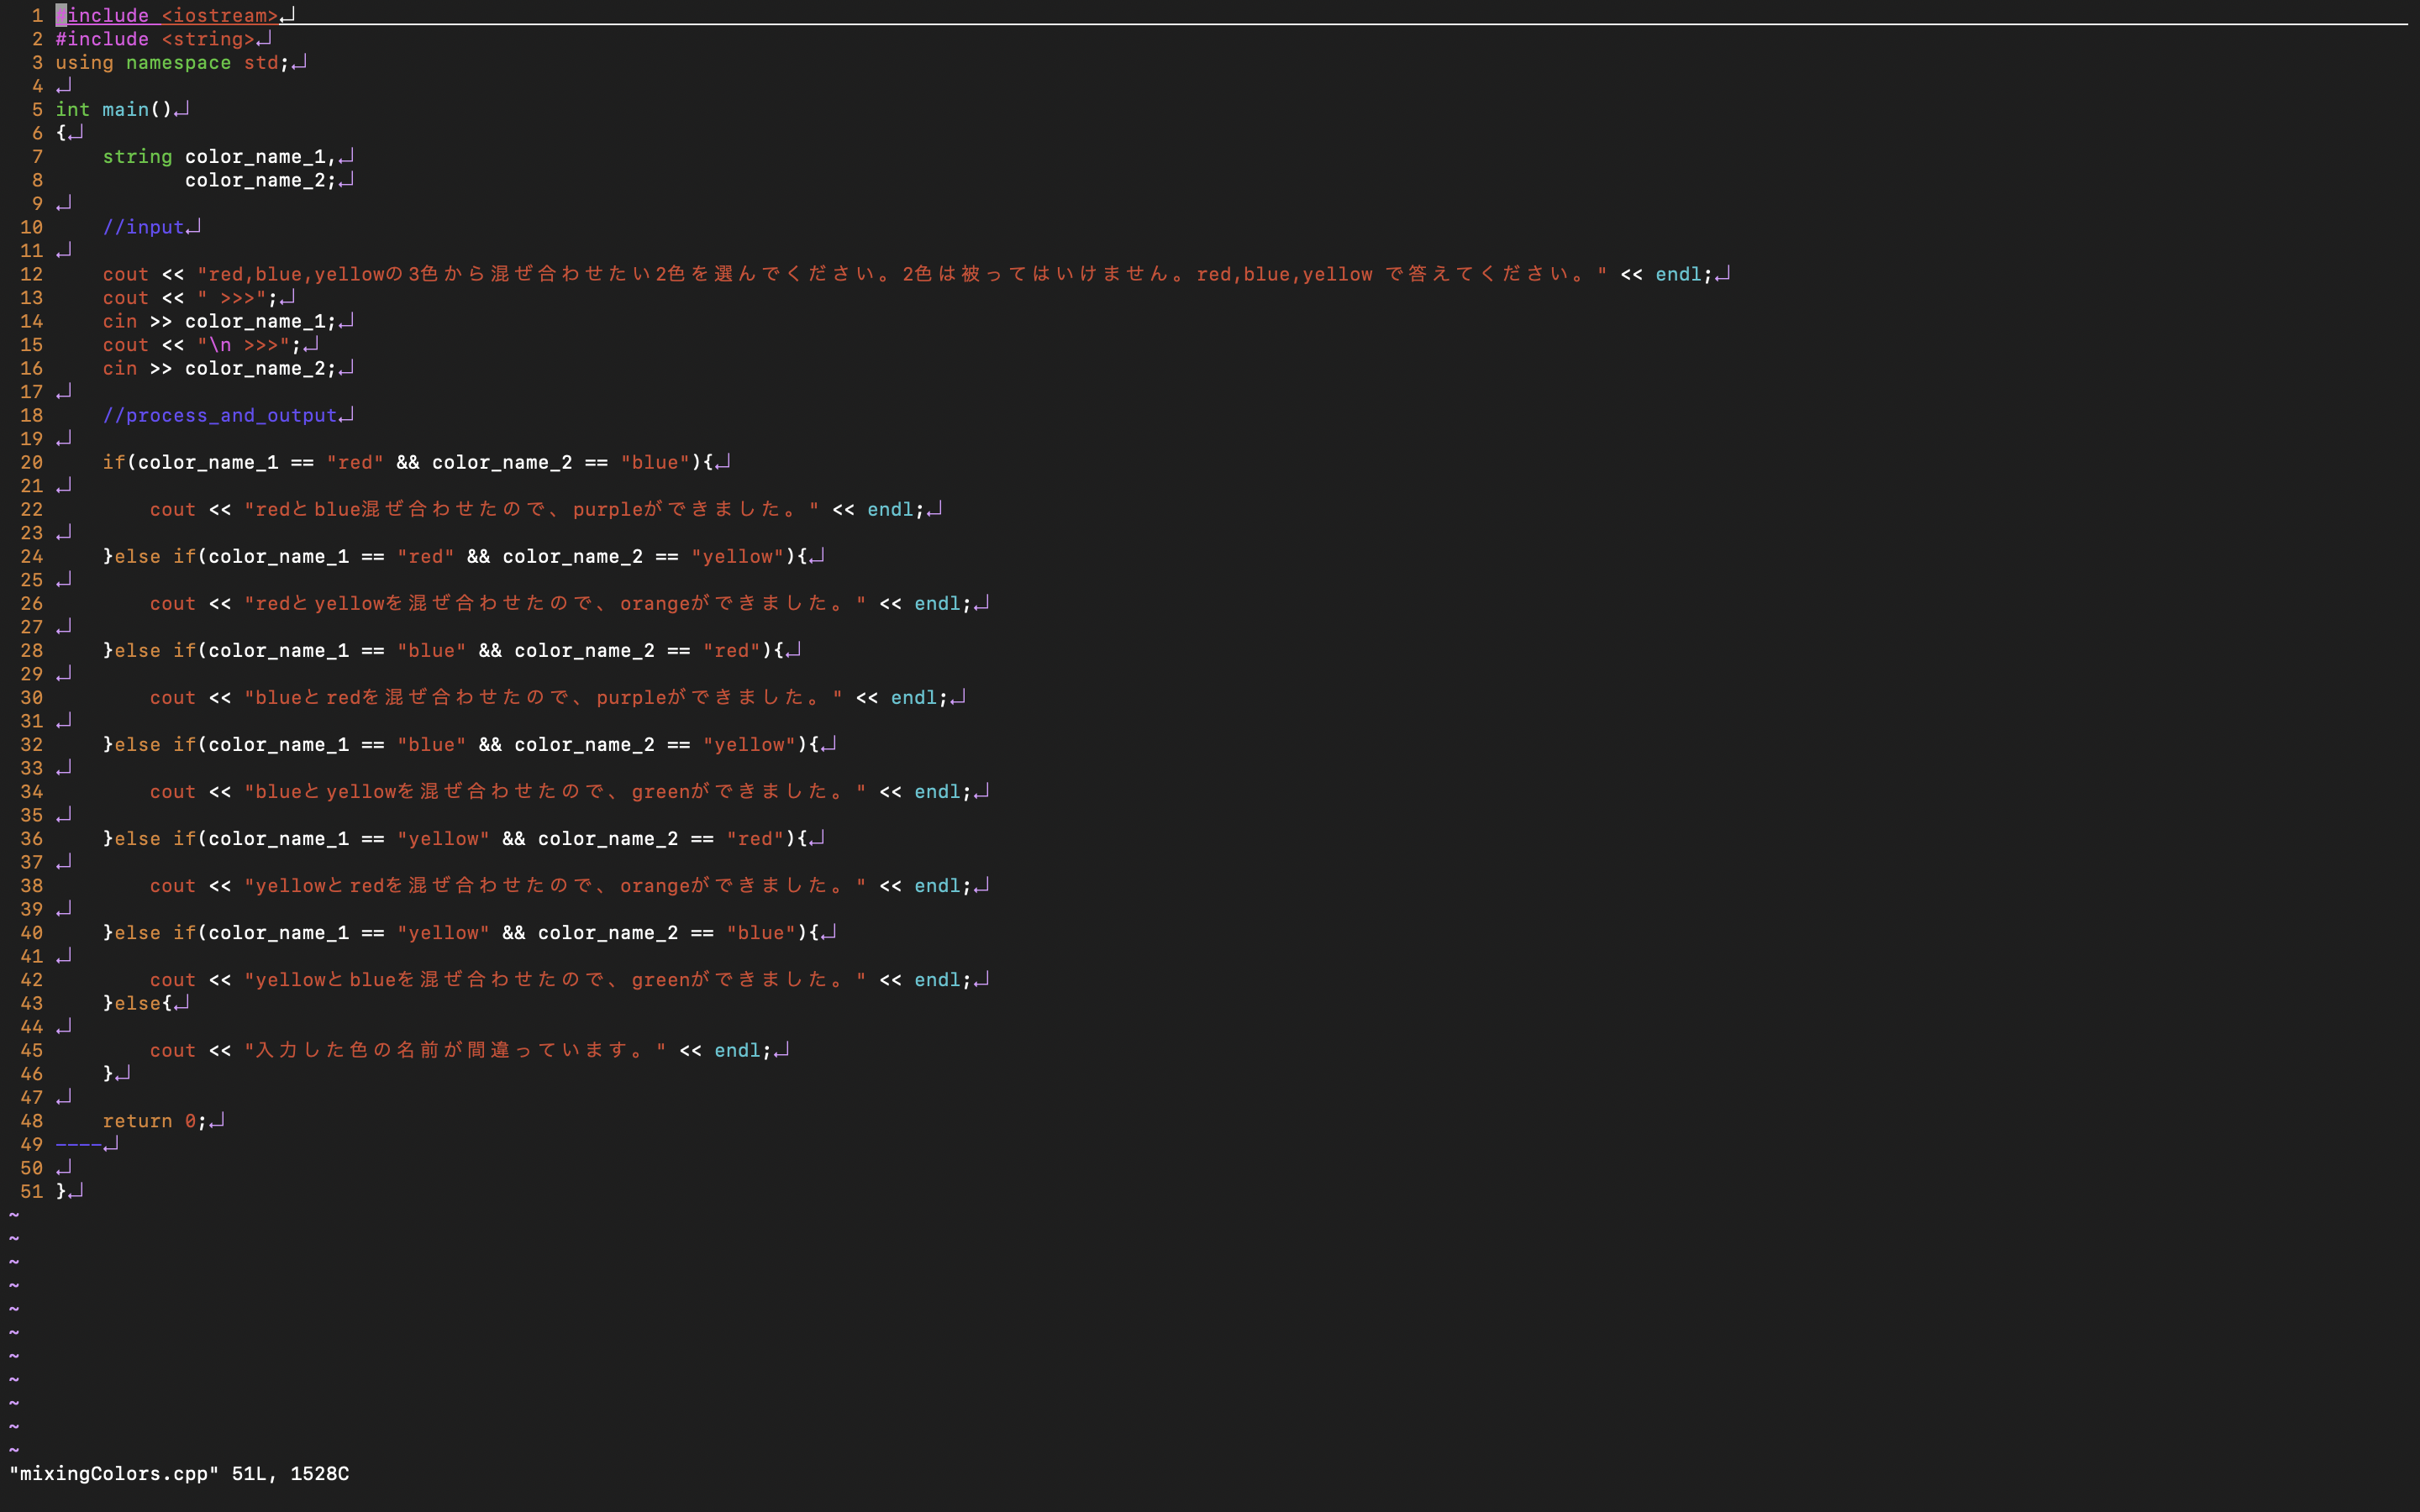 1 #include <iostream>
2 #include <string>
3 using namespace std;
4
5 int main()
6 {
7     string color_name_1,
8            color_name_2;
9
10     //input
11
12     cout << "red,blue,yellowの3色から混ぜ合わせたい2色を選んでください。2色は被ってはいけません。red,blue,yellow で答えてください。" << endl;
13     cout << " >>>";
14     cin >> color_name_1;
15     cout << "\n >>>";
16     cin >> color_name_2;
17
18     //process_and_output
19
20     if(color_name_1 == "red" && color_name_2 == "blue"){
21
22         cout << "redとblue混ぜ合わせたので、purpleができました。" << endl;
23
24     }else if(color_name_1 == "red" && color_name_2 == "yellow"){
25
26         cout << "redとyellowを混ぜ合わせたので、orangeができました。" << endl;
27
28     }else if(color_name_1 == "blue" && color_name_2 == "red"){
29
30         cout << "blueとredを混ぜ合わせたので、purpleができました。" << endl;
31
32     }else if(color_name_1 == "blue" && color_name_2 == "yellow"){
33
34         cout << "blueとyellowを混ぜ合わせたので、greenができました。" << endl;
35
36     }else if(color_name_1 == "yellow" && color_name_2 == "red"){
37
38         cout << "yellowとredを混ぜ合わせたので、orangeができました。" << endl;
39
40     }else if(color_name_1 == "yellow" && color_name_2 == "blue"){
41
42         cout << "yellowとblueを混ぜ合わせたので、greenができました。" << endl;
43     }else{
44
45         cout << "入力した色の名前が間違っています。" << endl;
46     }
47
48     return 0;
49 ----
50
51 }
~
~
~
~
~
~
~
~
~
~
~
"mixingColors.cpp" 51L, 1528C